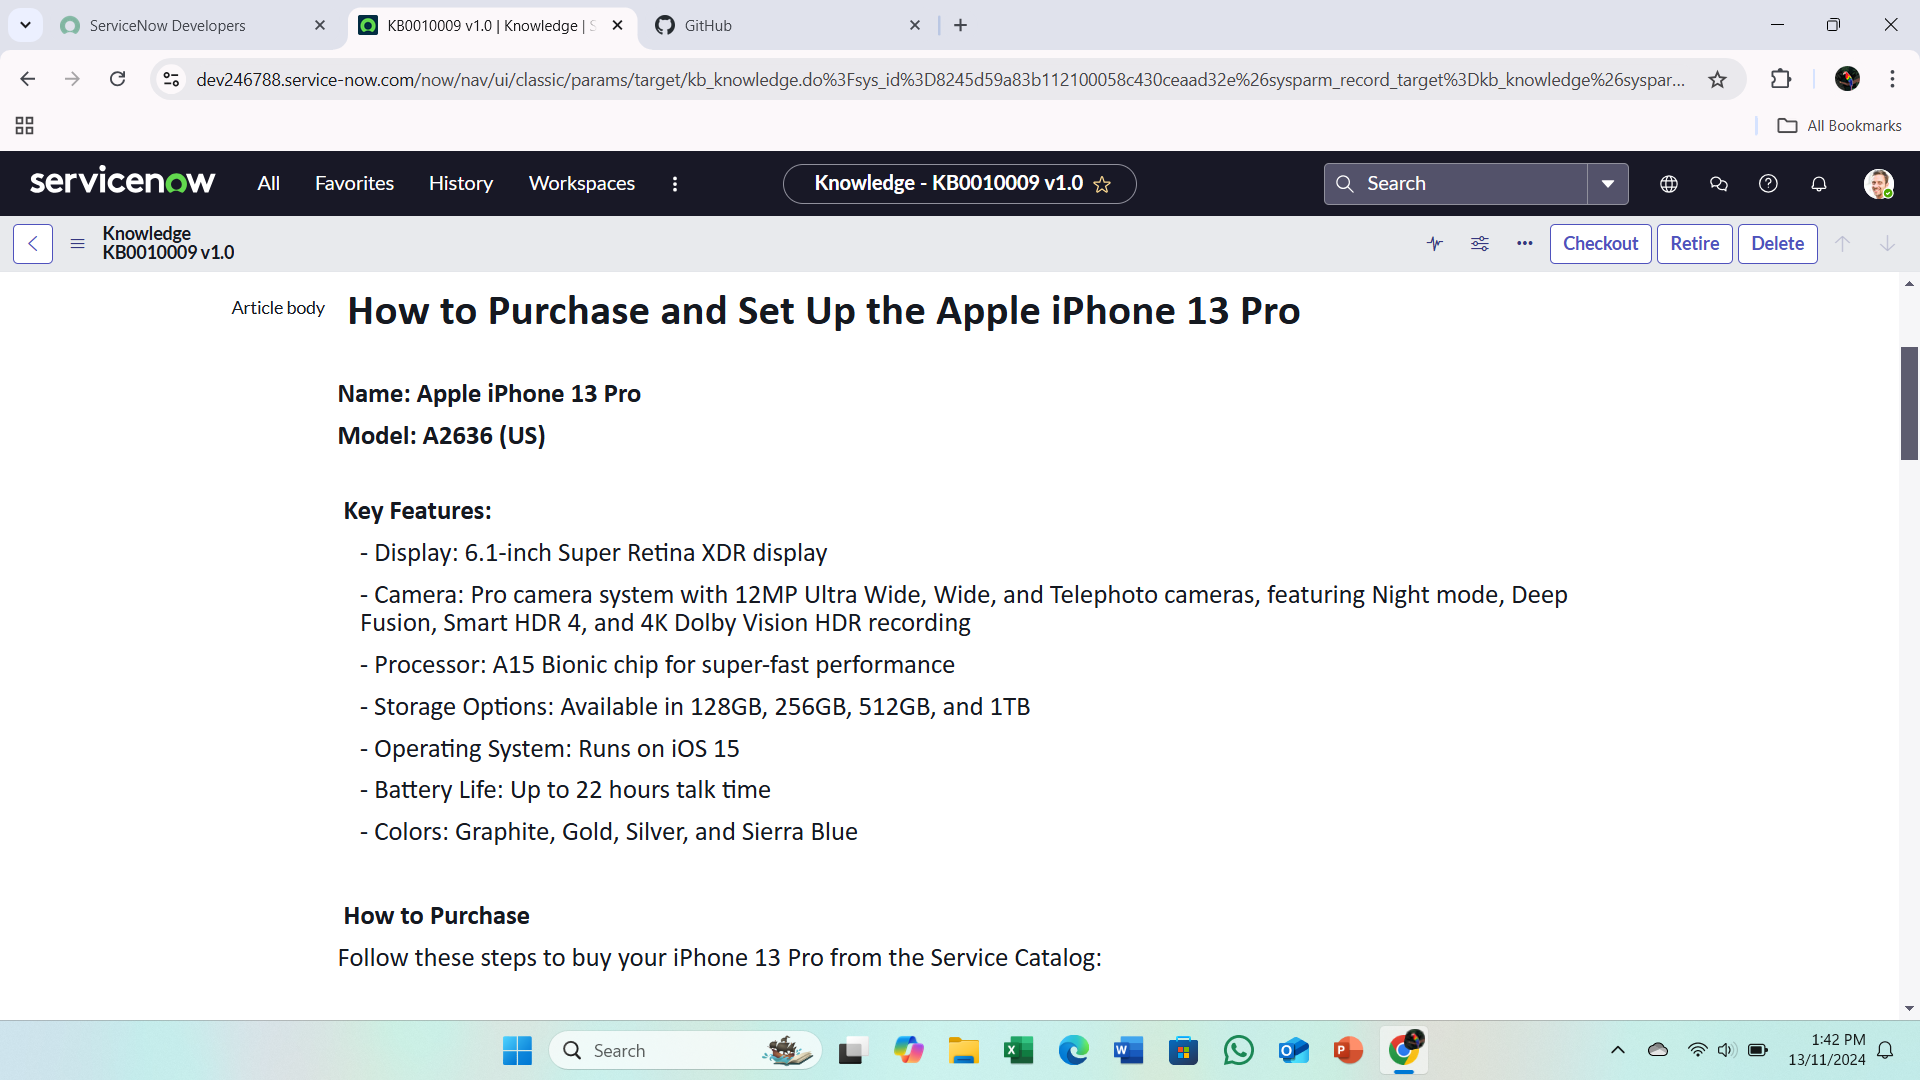 ServiceNow Developers
KB0010009 v1.0 | Knowledge | S
GitHub
dev246788.service-now.com/now/nav/ui/classic/params/target/kb_knowledge.do%3Fsys_id%3D8245d59a83b112100058c430ceaad32e%26sysparm_record_target%3Dkb_knowledge%26syspar...
All Bookmarks
servicenow All Favorites History Workspaces Knowledge - KB0010009 v1.0 Search
Knowledge
KB0010009 v1.0
Checkout Retire Delete
Article body
How to Purchase and Set Up the Apple iPhone 13 Pro
Name: Apple iPhone 13 Pro
Model: A2636 (US)
Key Features:
- Display: 6.1-inch Super Retina XDR display
- Camera: Pro camera system with 12MP Ultra Wide, Wide, and Telephoto cameras, featuring Night mode, Deep
Fusion, Smart HDR 4, and 4K Dolby Vision HDR recording
- Processor: A15 Bionic chip for super-fast performance
- Storage Options: Available in 128GB, 256GB, 512GB, and 1TB
- Operating System: Runs on iOS 15
- Battery Life: Up to 22 hours talk time
- Colors: Graphite, Gold, Silver, and Sierra Blue
How to Purchase
Follow these steps to buy your iPhone 13 Pro from the Service Catalog:
Search
1:42 PM
13/11/2024